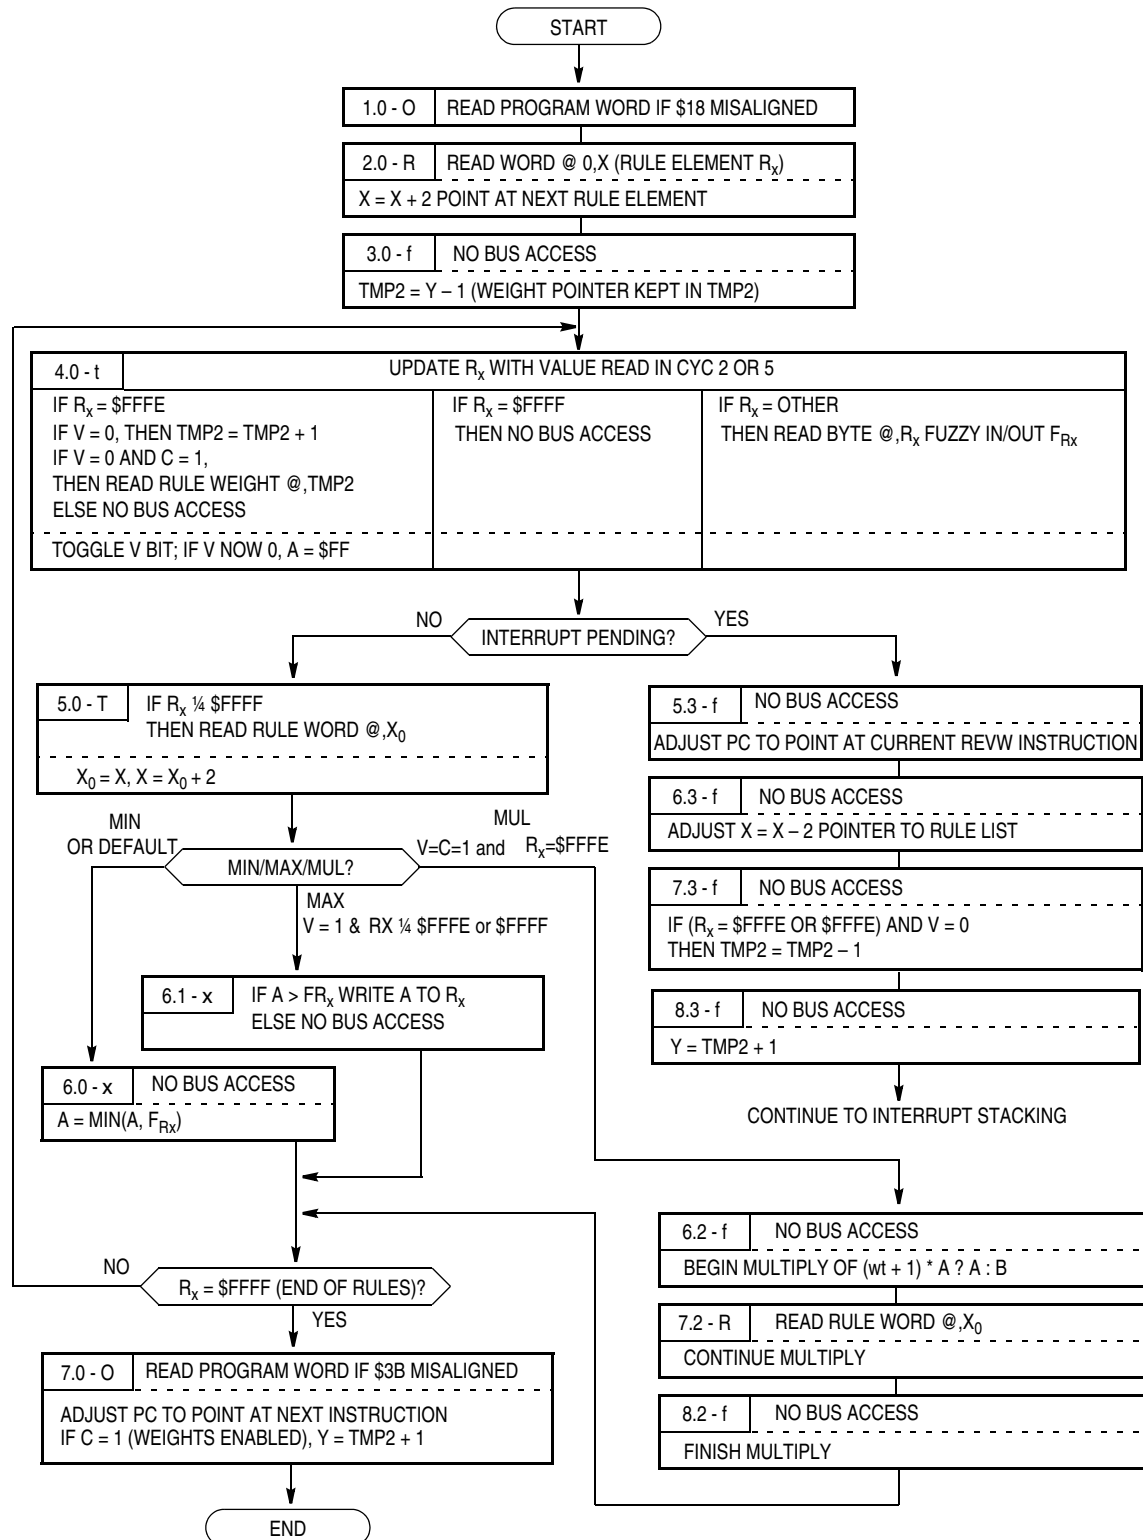 START
1.0 - O READ PROGRAM WORD IF $18 MISALIGNED
2.0 - R READ WORD @ 0,X (RULE ELEMENT Rx)
X = X + 2 POINT AT NEXT RULE ELEMENT
3.0 - f NO BUS ACCESS
TMP2 = Y – 1 (WEIGHT POINTER KEPT IN TMP2)
4.0 - t UPDATE Rx WITH VALUE READ IN CYC 2 OR 5
IF Rx = $FFFE
IF V = 0, THEN TMP2 = TMP2 + 1
IF V = 0 AND C = 1,
THEN READ RULE WEIGHT @,TMP2
ELSE NO BUS ACCESS
TOGGLE V BIT; IF V NOW 0, A = $FF
IF Rx = $FFFF
THEN NO BUS ACCESS
IF Rx = OTHER
THEN READ BYTE @,Rx FUZZY IN/OUT FRx
NO
INTERRUPT PENDING?
YES
5.0 - T IF Rx ¼ $FFFF
THEN READ RULE WORD @,X0
X0 = X, X = X0 + 2
MIN
OR DEFAULT
MIN/MAX/MUL?
MUL
V=C=1 and Rx=$FFFE
MAX
V = 1 & RX ¼ $FFFE or $FFFF
6.1 - x IF A > FRx WRITE A TO Rx
ELSE NO BUS ACCESS
6.0 - x NO BUS ACCESS
A = MIN(A, FRx)
5.3 - f NO BUS ACCESS
ADJUST PC TO POINT AT CURRENT REVW INSTRUCTION
6.3 - f NO BUS ACCESS
ADJUST X = X – 2 POINTER TO RULE LIST
7.3 - f NO BUS ACCESS
IF (Rx = $FFFE OR $FFFE) AND V = 0
THEN TMP2 = TMP2 – 1
8.3 - f NO BUS ACCESS
Y = TMP2 + 1
CONTINUE TO INTERRUPT STACKING
6.2 - f NO BUS ACCESS
BEGIN MULTIPLY OF (wt + 1) * A ? A : B
7.2 - R READ RULE WORD @,X0
CONTINUE MULTIPLY
8.2 - f NO BUS ACCESS
FINISH MULTIPLY
NO
Rx = $FFFF (END OF RULES)?
YES
7.0 - O READ PROGRAM WORD IF $3B MISALIGNED
ADJUST PC TO POINT AT NEXT INSTRUCTION
IF C = 1 (WEIGHTS ENABLED), Y = TMP2 + 1
END